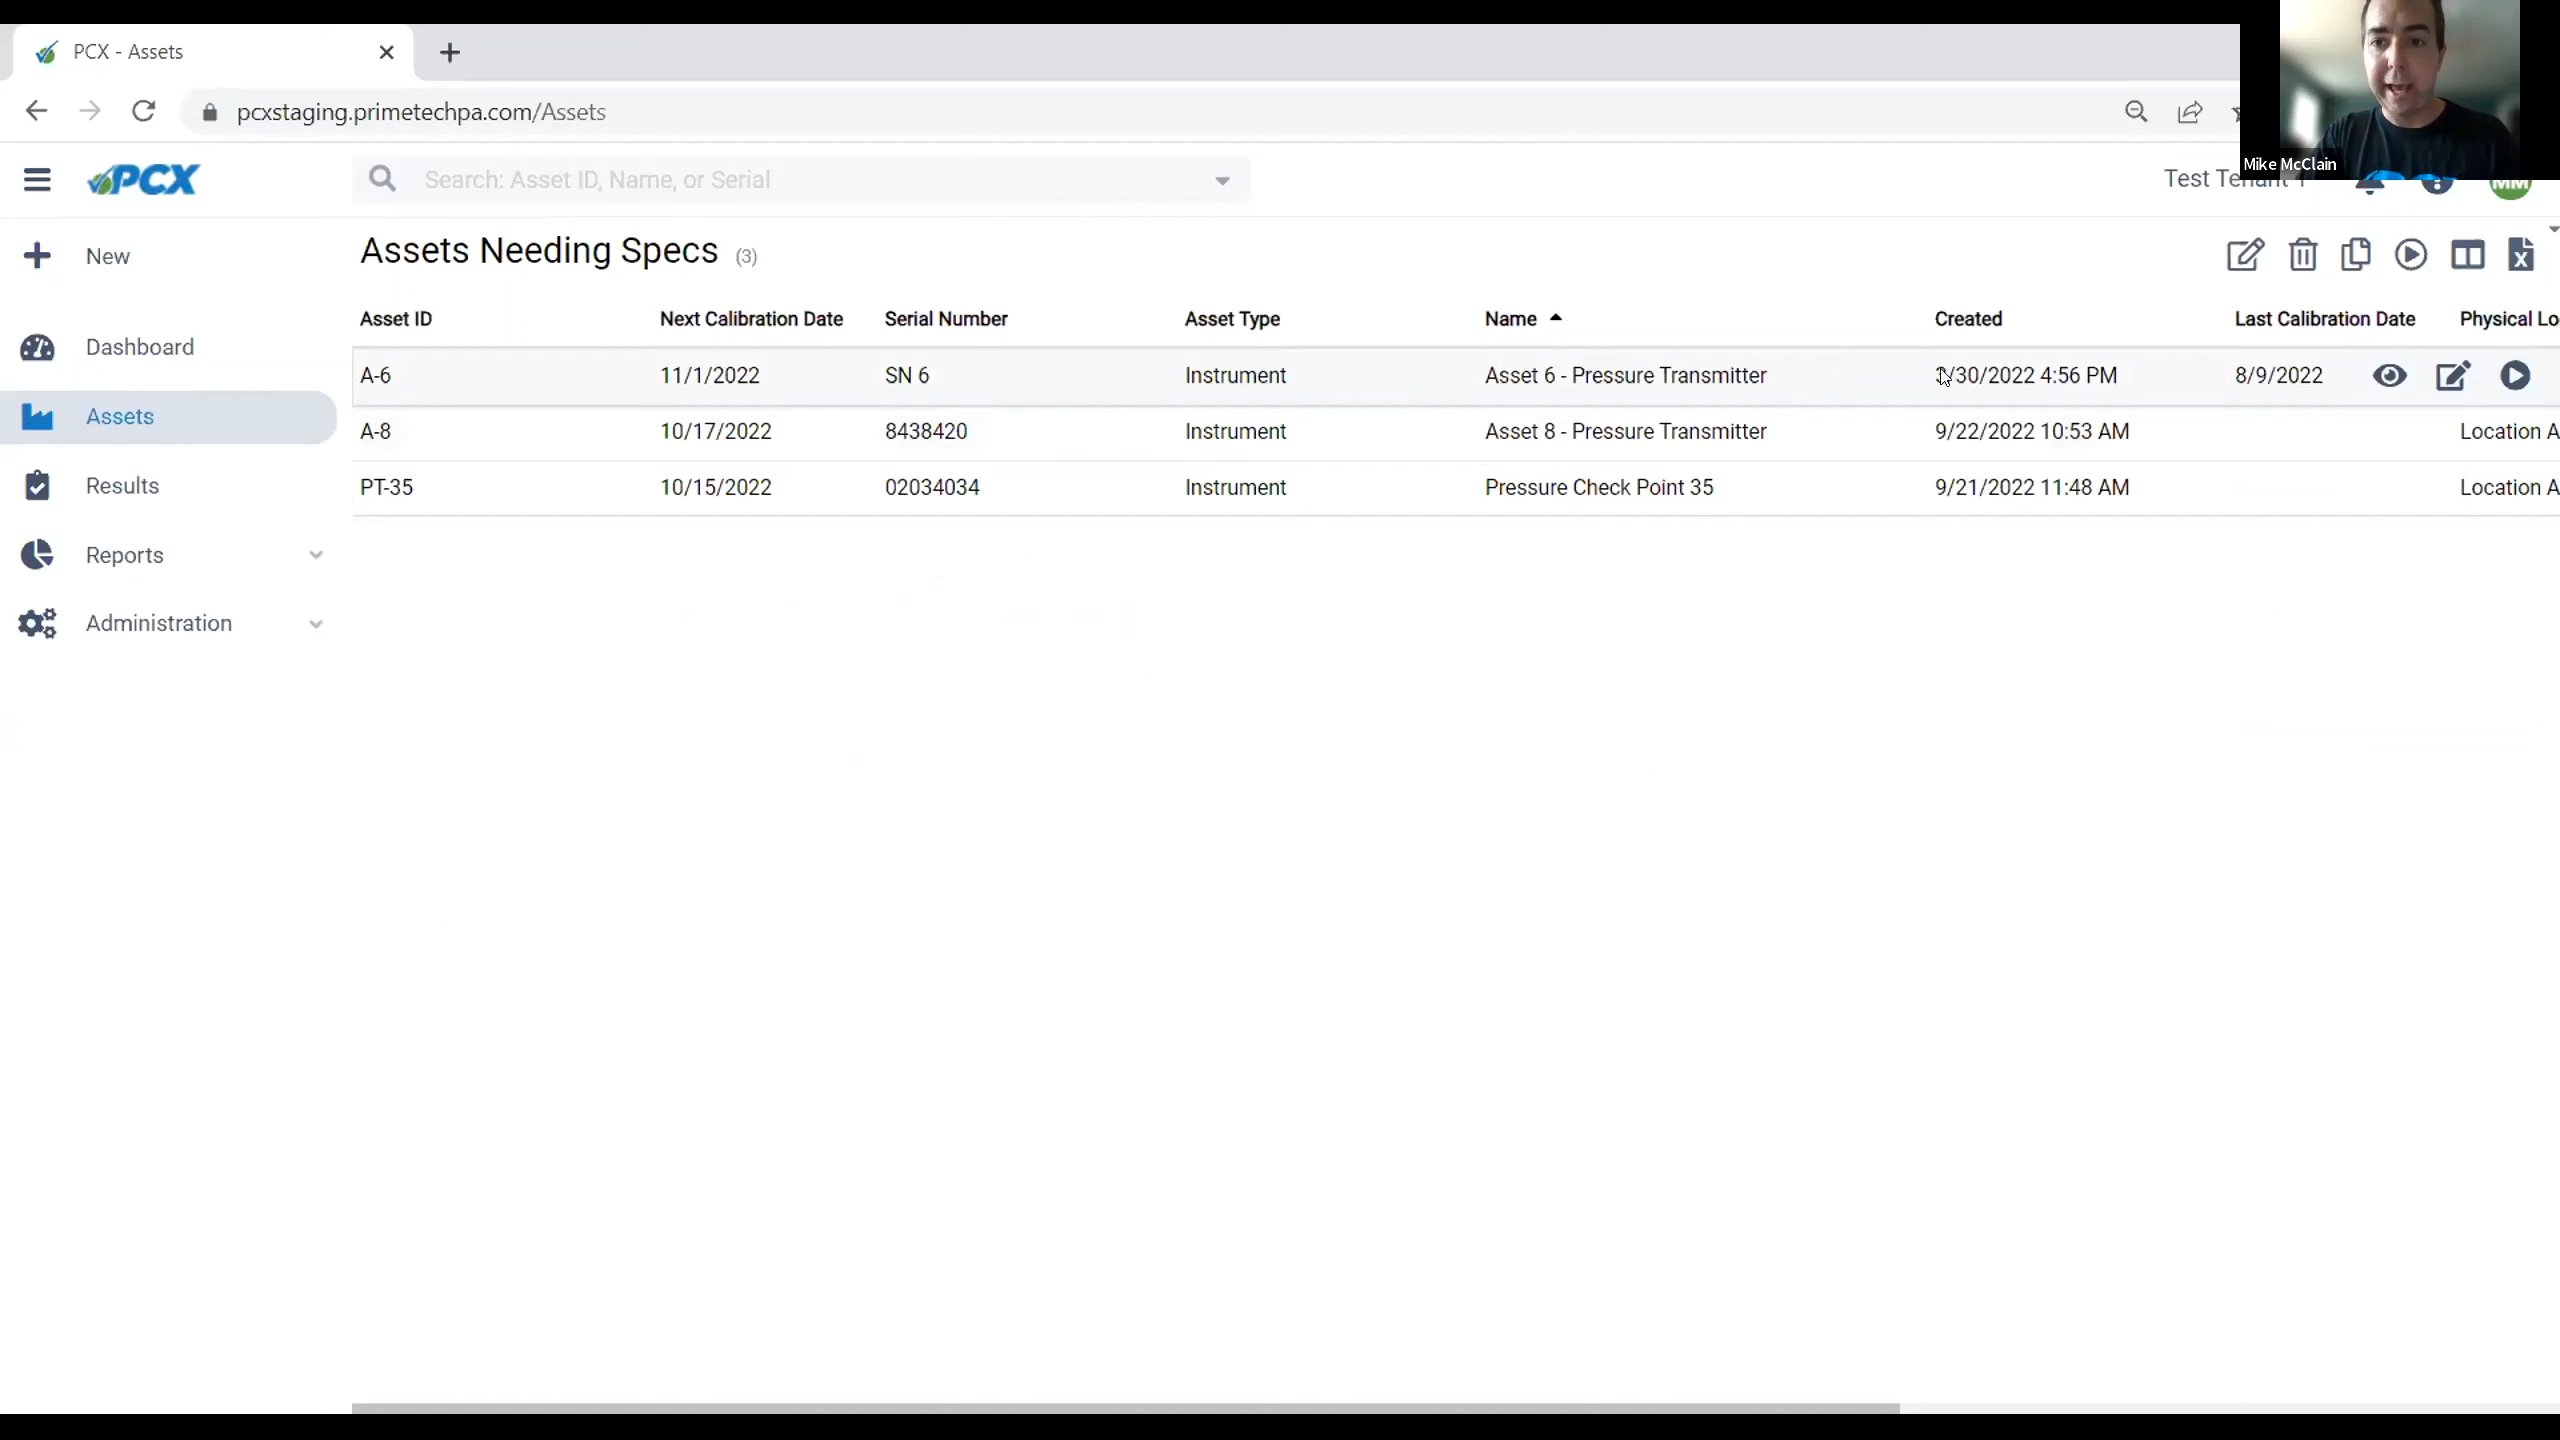 PCX - Assets
pcxstaging.primetechpa.com/Assets
Mike McClain
PCX
Search: Asset ID, Name, or Serial
Test Tenant
MM
New
Assets Needing Specs (3)
Dashboard
Assets
Results
Reports
Administration
Asset ID Next Calibration Date Serial Number Asset Type Name Created Last Calibration Date Physical Lo
A-6 11/1/2022 SN 6 Instrument Asset 6 - Pressure Transmitter /30/2022 4:56 PM 8/9/2022
A-8 10/17/2022 8438420 Instrument Asset 8 - Pressure Transmitter 9/22/2022 10:53 AM Location A
PT-35 10/15/2022 02034034 Instrument Pressure Check Point 35 9/21/2022 11:48 AM Location A